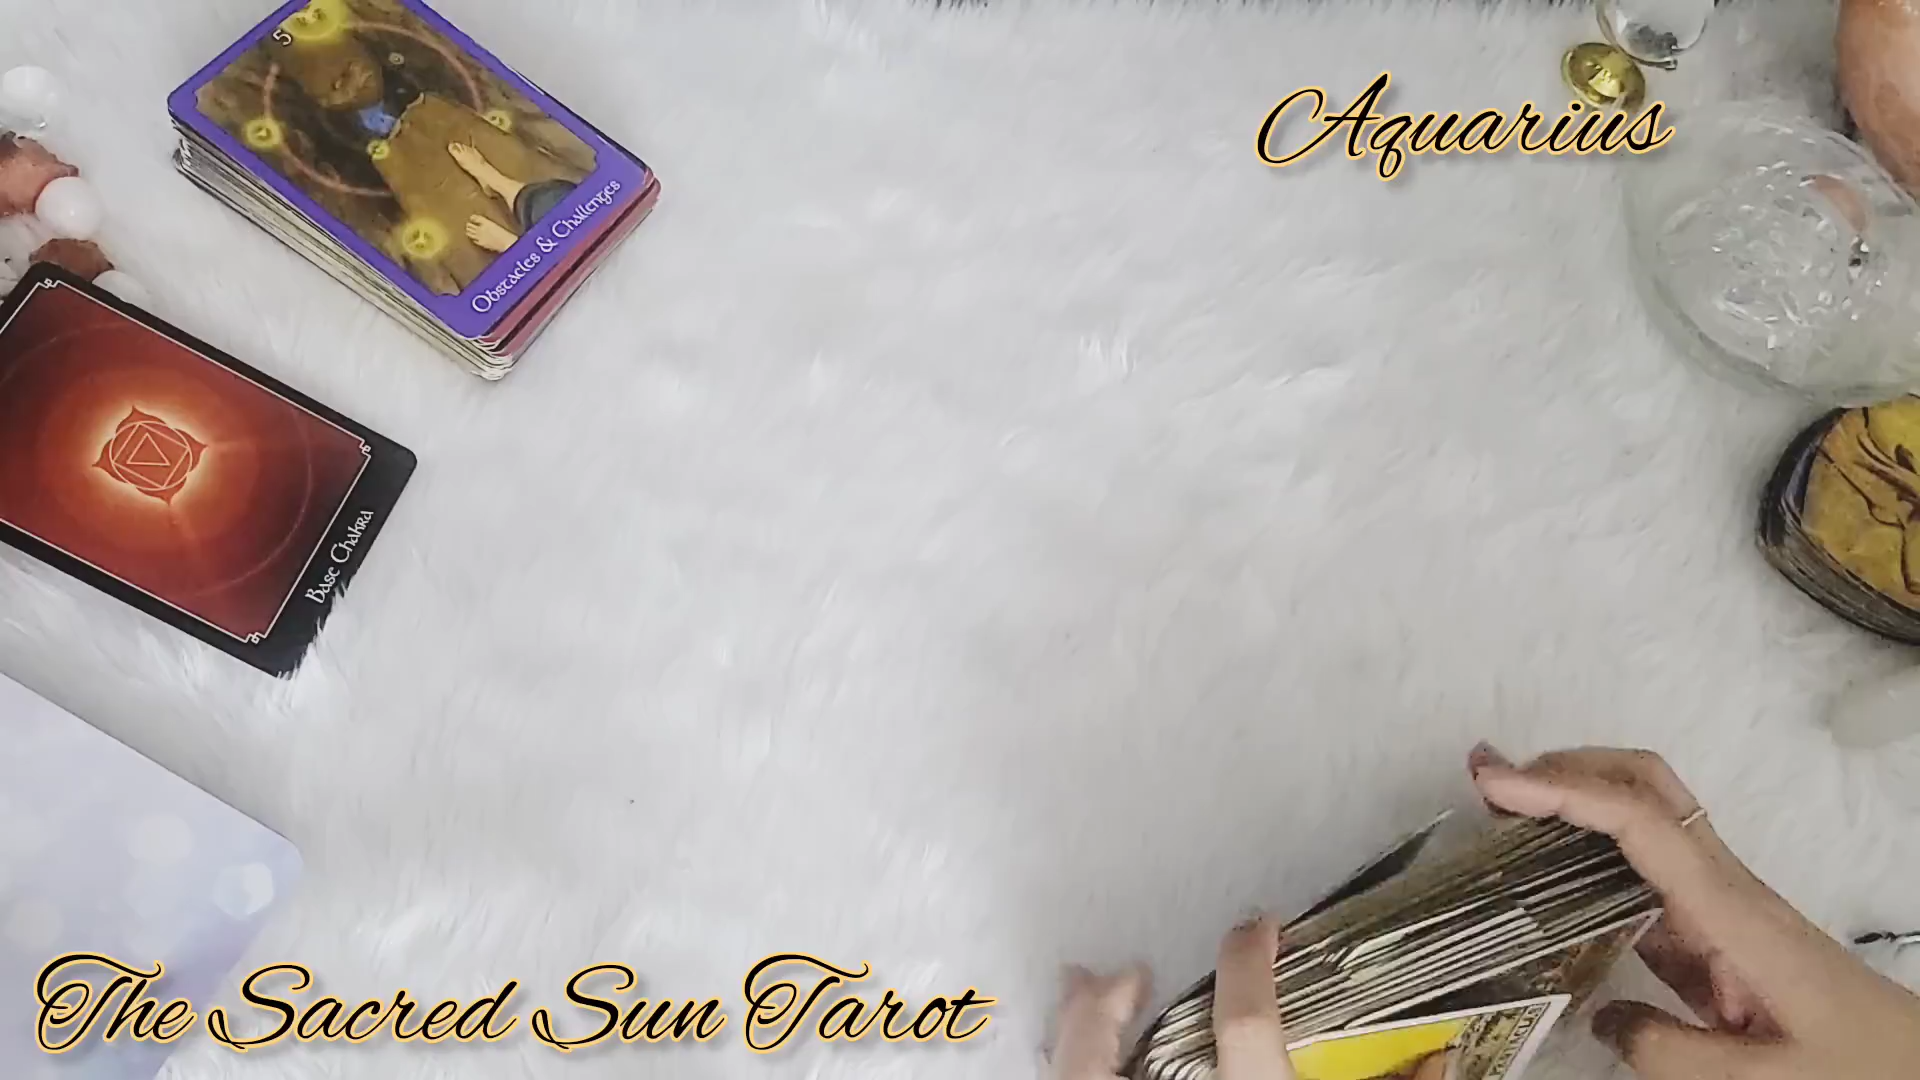 5
Obstacles & Challenges
Aquarius
Base Chakra
The Sacred Sun Tarot